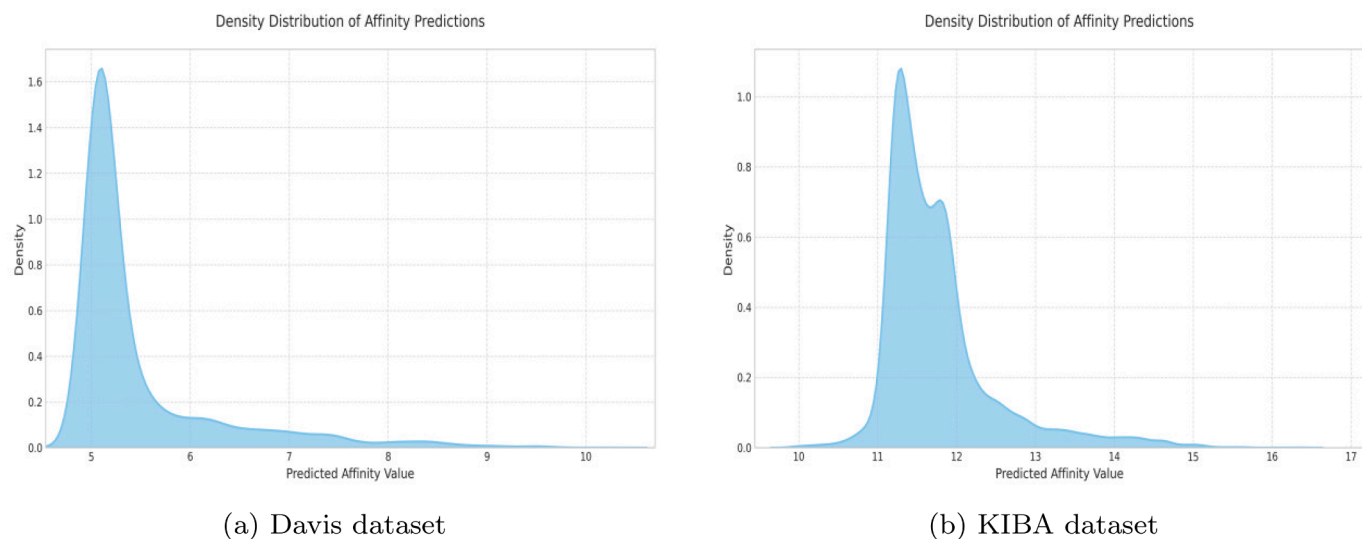 Density Distribution of Affinity Predictions
1.6
1.4
1.2
1.0
0.8
0.6
0.4
0.2
0.0
Density
5 6 7 8 9 10
Predicted Affinity Value
(a) Davis dataset
Density Distribution of Affinity Predictions
1.0
0.8
0.6
0.4
0.2
0.0
Density
10 11 12 13 14 15 16 17
Predicted Affinity Value
(b) KIBA dataset